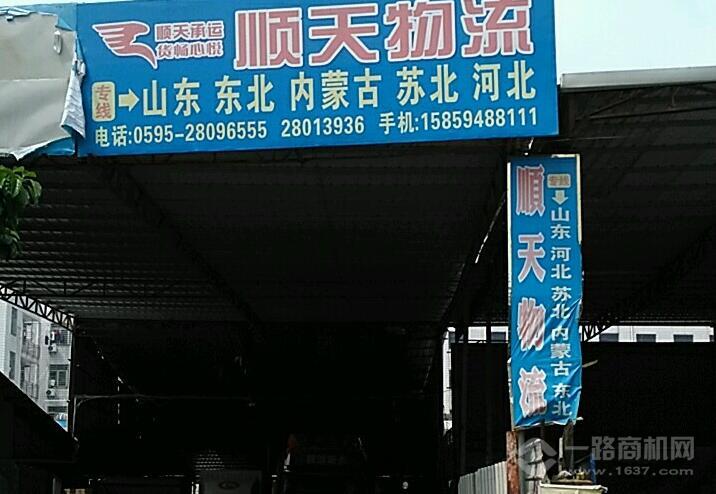 顺天承运
货畅心悦
顺天物流
专线→山东 东北 内蒙古 苏北 河北
电话:0595-28096555 28013936 手机:15859488111
順天物流
专线
山东 河北 苏北 内蒙古 东北
一路商机网
www.1637.com